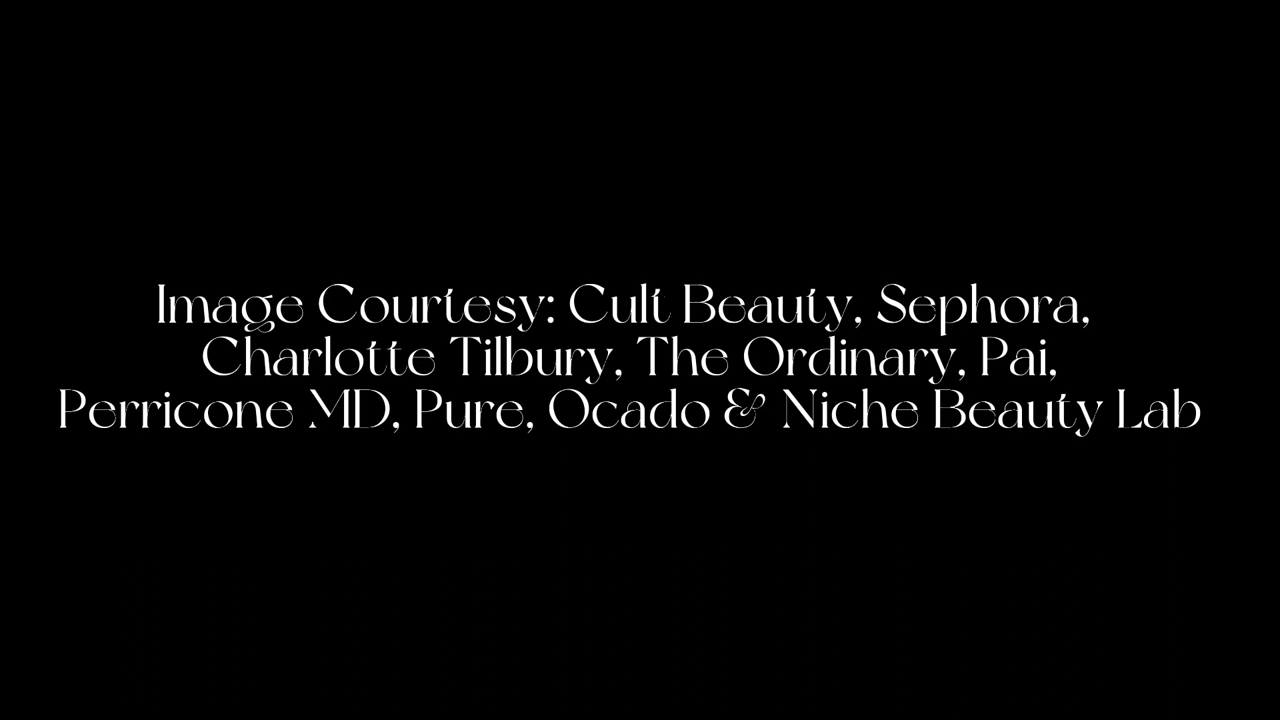 Image Courtesy: Cult Beauty, Sephora,
Charlotte Tilbury, The Ordinary, Pai,
Perricone MD, Pure, Ocado & Niche Beauty Lab